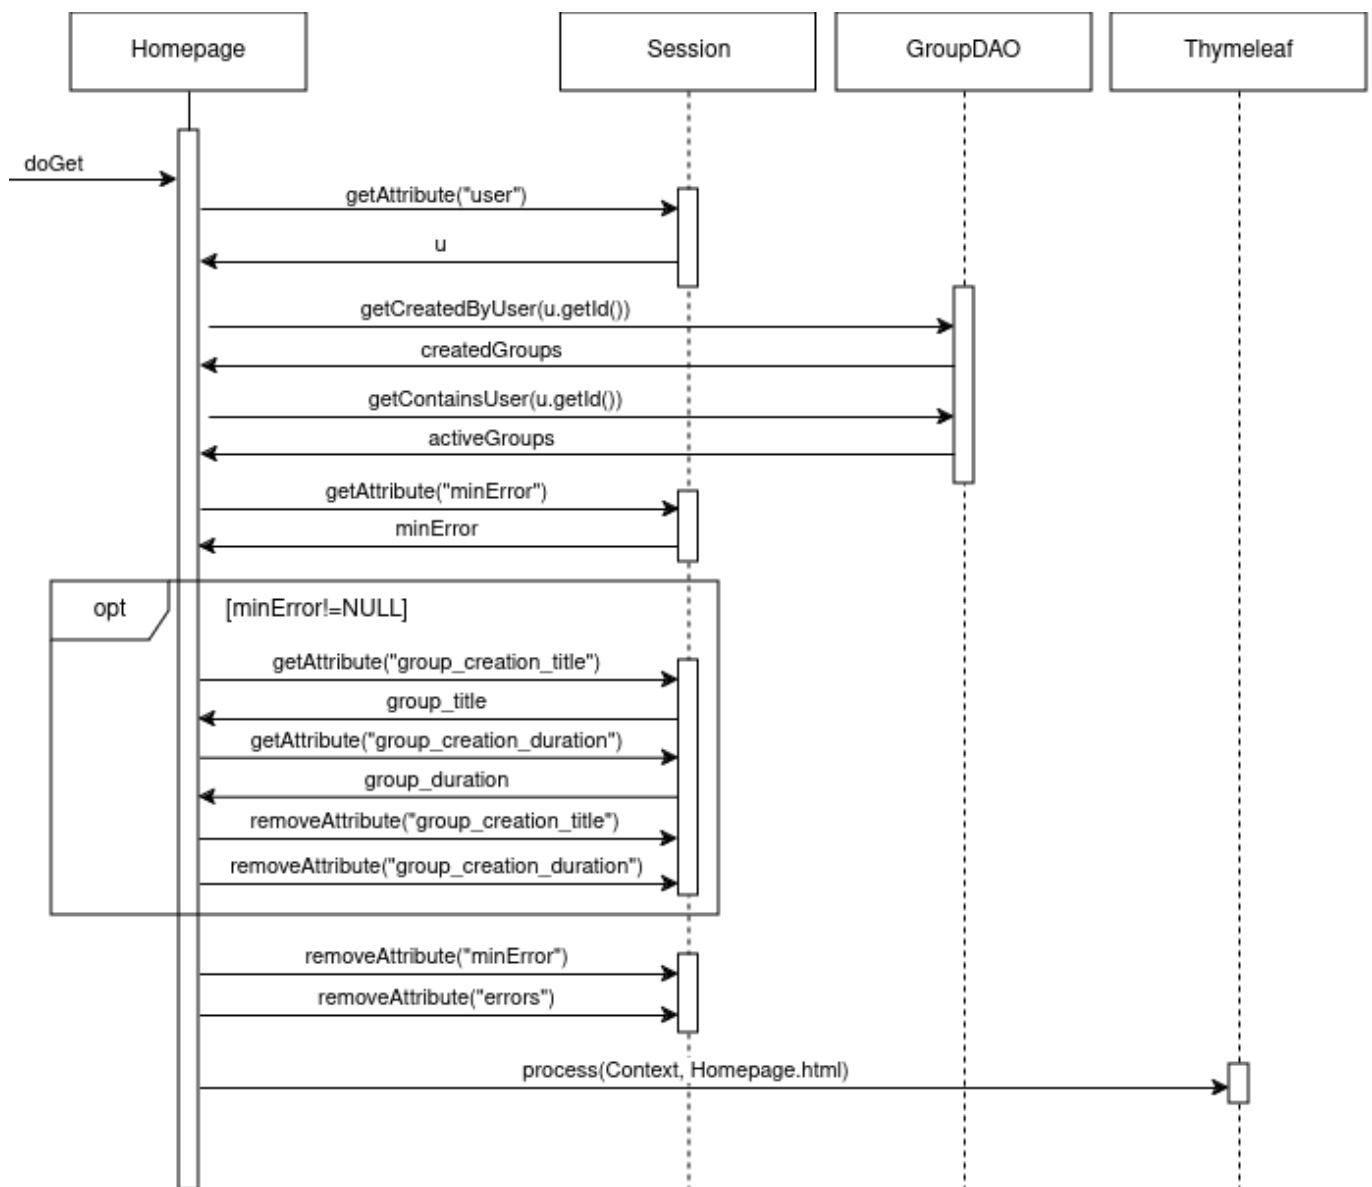 Homepage
Session
GroupDAO
Thymeleaf
doGet
getAttribute("user")
u
getCreatedByUser(u.getId())
createdGroups
getContainsUser(u.getId())
activeGroups
getAttribute("minError")
minError
opt
[minError!=NULL]
getAttribute("group_creation_title")
group_title
getAttribute("group_creation_duration")
group_duration
removeAttribute("group_creation_title")
removeAttribute("group_creation_duration")
removeAttribute("minError")
removeAttribute("errors")
process(Context, Homepage.html)